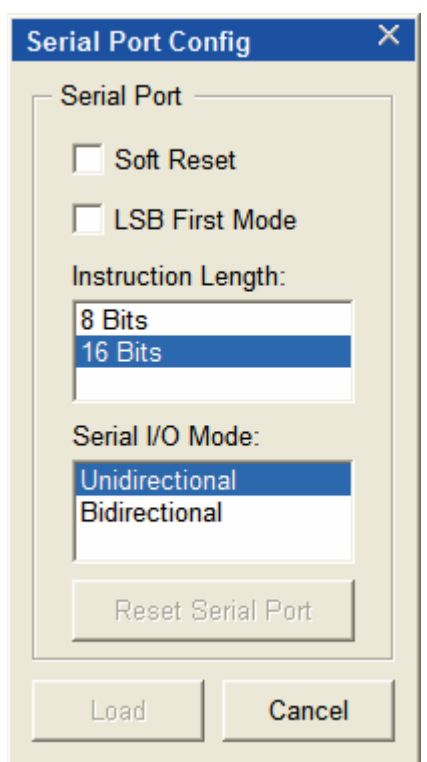 Serial Port Config
Serial Port
Soft Reset
LSB First Mode
Instruction Length:
8 Bits
16 Bits
Serial I/O Mode:
Unidirectional
Bidirectional
Reset Serial Port
Load Cancel